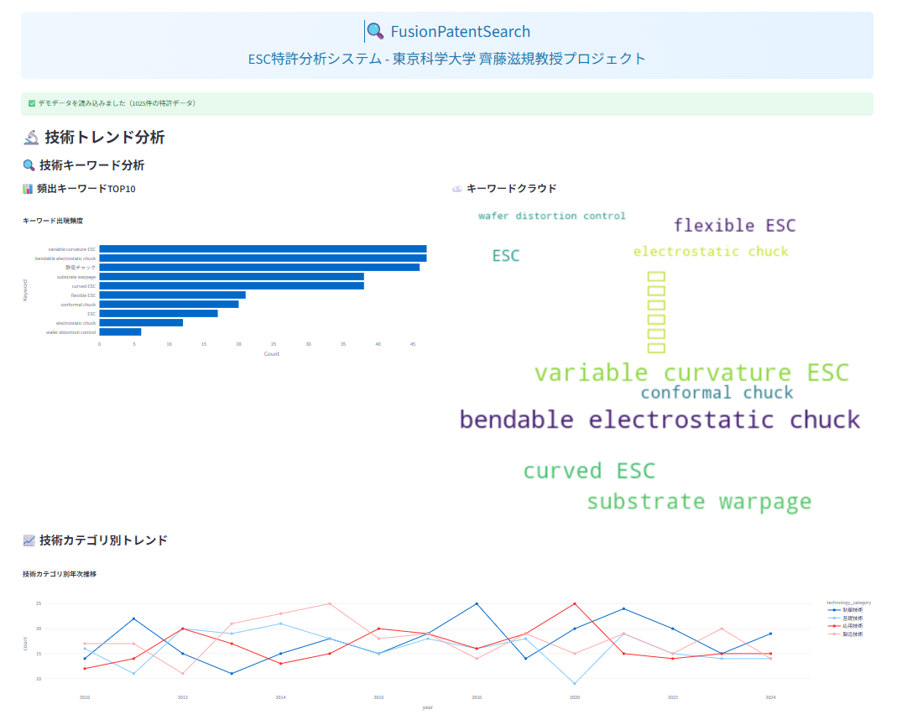 FusionPatentSearch
ESC特許分析システム - 東京科学大学 齊藤滋規教授プロジェクト
デモデータを読み込みました（1025件の特許データ）
技術トレンド分析
技術キーワード分析
頻出キーワードTOP10
キーワード出現頻度
Keyword
variable curvature ESC
bendable electrostatic chuck
静電チャック
substrate warpage
curved ESC
flexible ESC
conformal chuck
ESC
electrostatic chuck
wafer distortion control
0 5 10 15 20 25 30 35 40 45
Count
キーワードクラウド
wafer distortion control
flexible ESC
ESC
electrostatic chuck
variable curvature ESC
conformal chuck
bendable electrostatic chuck
curved ESC
substrate warpage
技術カテゴリ別トレンド
技術カテゴリ別年次推移
count
25
20
15
10
2010 2012 2014 2016 2018 2020 2022 2024
year
technology_category
制御技術
基礎技術
応用技術
製造技術